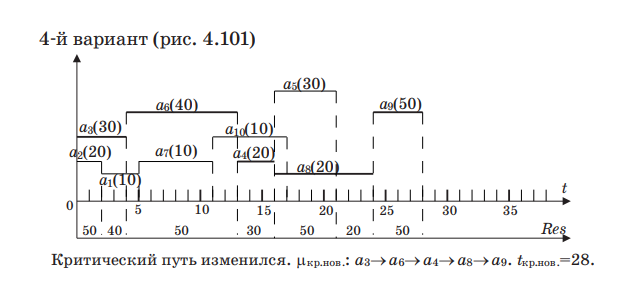 4-й вариант (рис. 4.101)
a₅(30)
a₆(40) a₉(50)
a₃(30) a₁₀(10)
a₂(20) a₇(10) a₄(20)
a₁(10) a₈(20)
t
0 5 10 15 20 25 30 35
50 40 50 30 50 20 50 Res
Критический путь изменился. μкр.нов.: a₃→a₆→a₄→a₈→a₉. tкр.нов.=28.